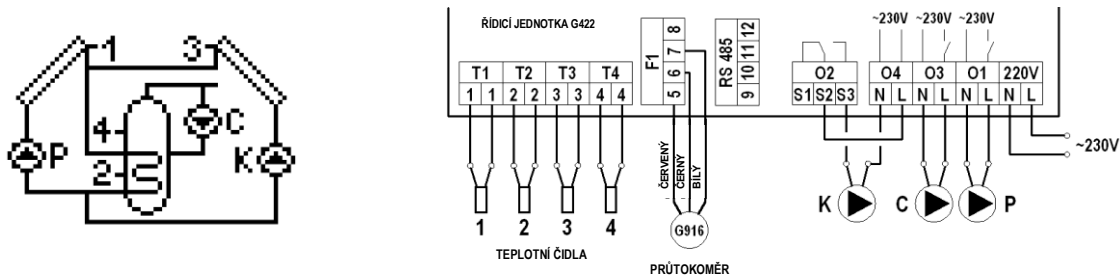 1 3
4
C
P
K
2
ŘÍDICÍ JEDNOTKA G422
T1 T2 T3 T4
1 1 2 2 3 3 4 4
F1
8
7
6
5
RS 485
9 10 11 12
~230V ~230V ~230V
O2 O4 O3 O1 220V
S1 S2 S3 N L N L N L N L
~230V
ČERVENÝ
ČERNÝ
BÍLÝ
K C P
1 2 3 4
G916
TEPLOTNÍ ČIDLA
PRŮTOKOMĚR